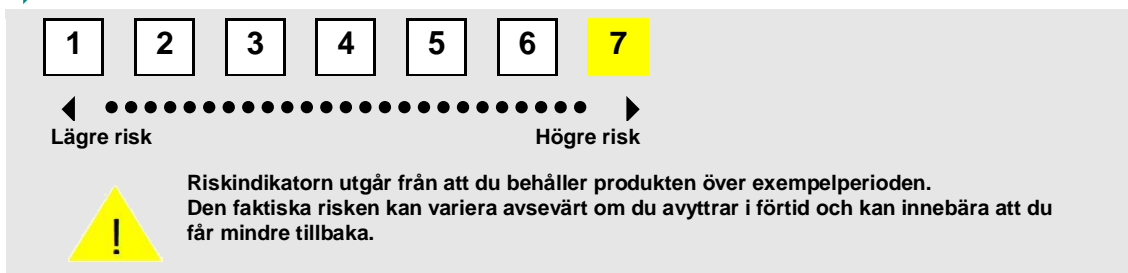 1 2 3 4 5 6 7
Lägre risk Högre risk
Riskindikatorn utgår från att du behåller produkten över exempelperioden.
Den faktiska risken kan variera avsevärt om du avyttrar i förtid och kan innebära att du
får mindre tillbaka.
!